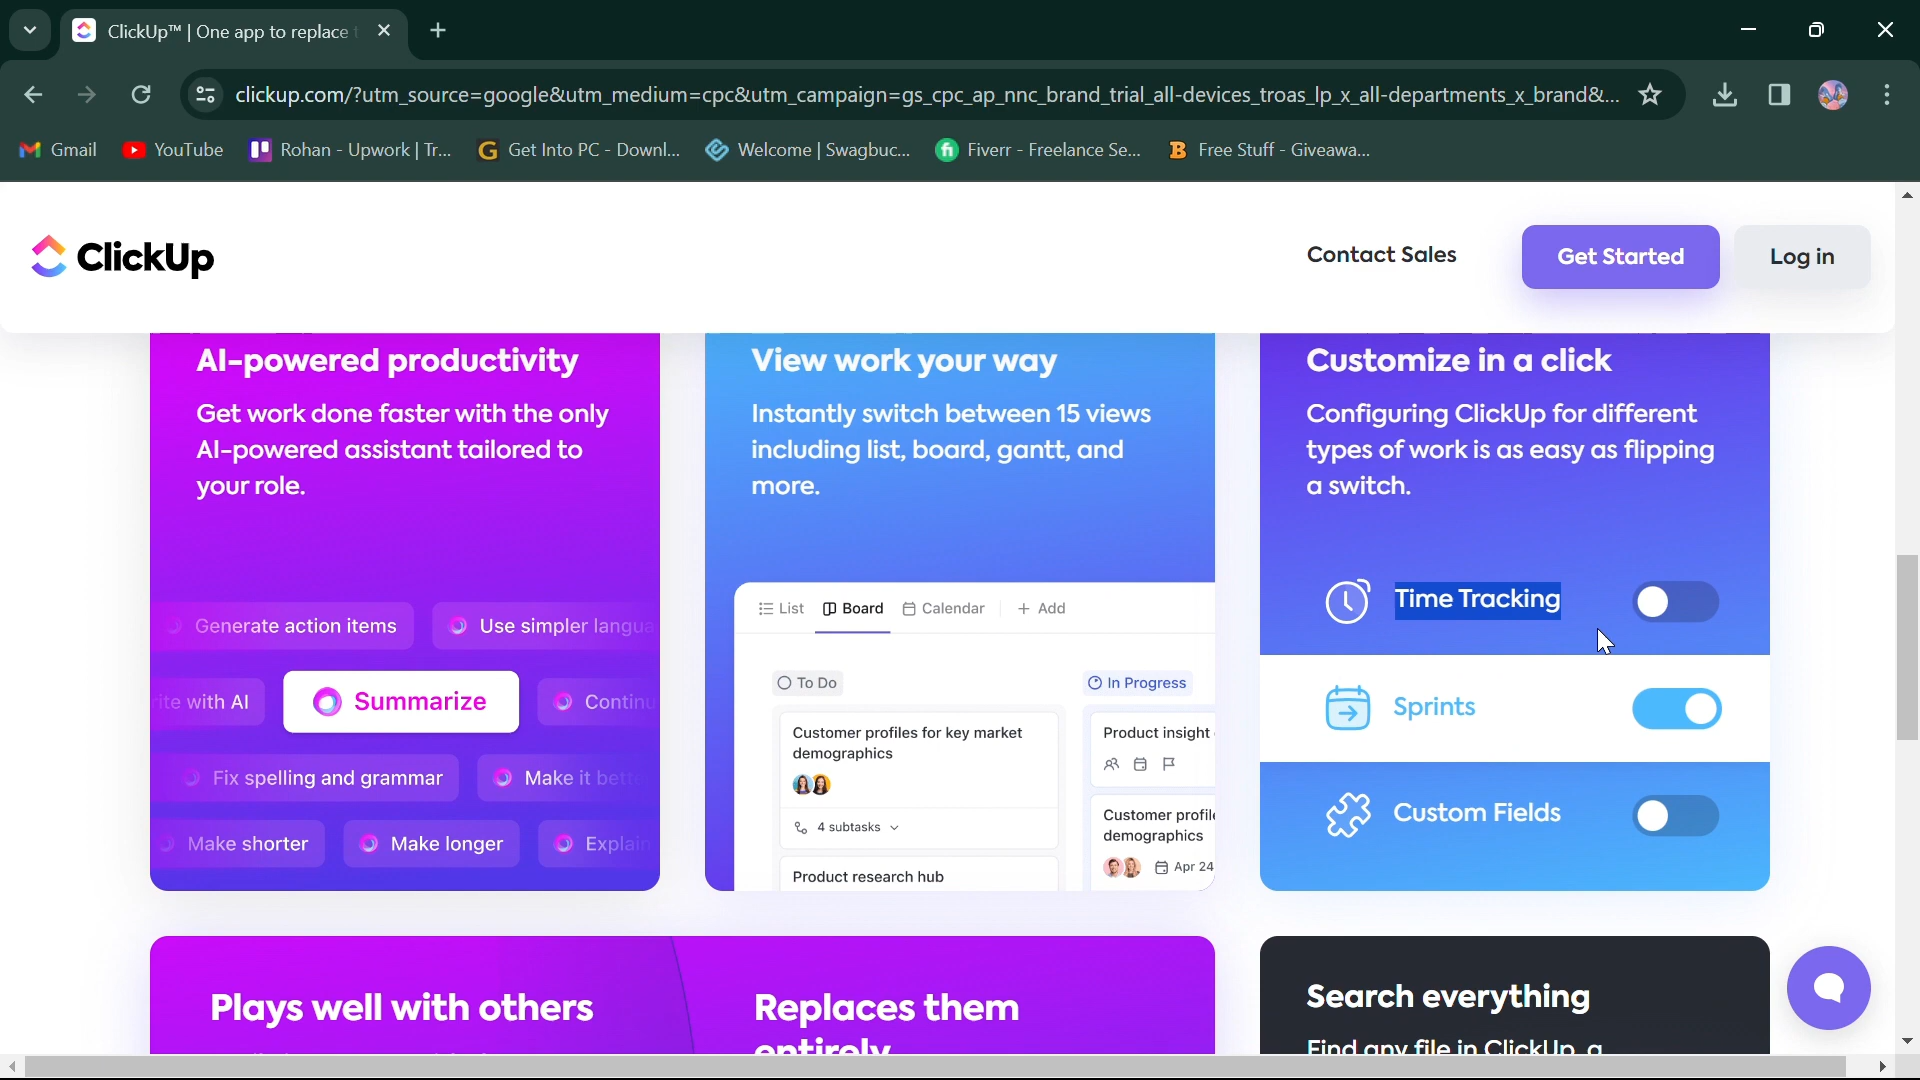 ClickUp™ | One app to replace
clickup.com/?utm_source=google&utm_medium=cpc&utm_campaign=gs_cpc_ap_nnc_brand_trial_all-devices_troas_lp_x_all-departments_x_brand&...
Gmail YouTube Rohan - Upwork | Tr... Get Into PC - Downl... Welcome | Swagbuc... Fiverr - Freelance Se... Free Stuff - Giveawa...
ClickUp
Contact Sales
Get Started
Log in
AI-powered productivity
Get work done faster with the only
AI-powered assistant tailored to
your role.
Generate action items
Use simpler langua
ite with AI
Summarize
Continu
Fix spelling and grammar
Make it bett
Make shorter
Make longer
Explain
View work your way
Instantly switch between 15 views
including list, board, gantt, and
more.
List Board Calendar + Add
To Do
Customer profiles for key market
demographics
4 subtasks
Product research hub
In Progress
Product insight
Customer profile
demographics
Apr 24
Customize in a click
Configuring ClickUp for different
types of work is as easy as flipping
a switch.
Time Tracking
Sprints
Custom Fields
Plays well with others
Replaces them
entirely
Search everything
Find any file in ClickUp, a